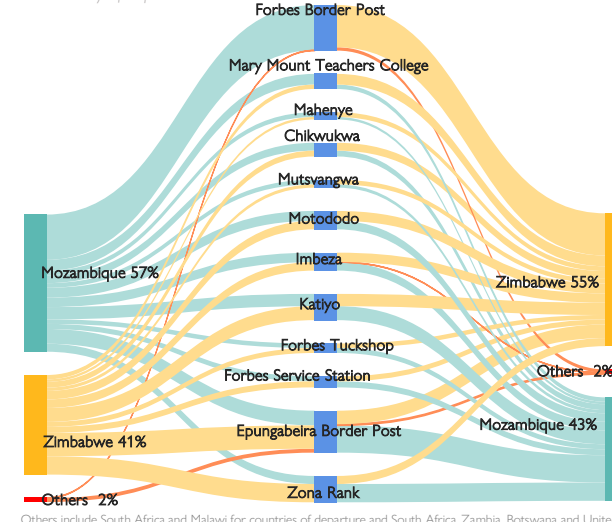 Forbes Border Post
Mary Mount Teachers College
Mahenye
Chikwukwa
Mutsvangwa
Motododo
Imbeza
Mozambique 57%
Zimbabwe 55%
Katiyo
Forbes Tuckshop
Forbes Service Station
Others 2%
Mozambique 43%
Epungabeira Border Post
Zimbabwe 41%
Zona Rank
Others 2%
Others include South Africa and Malawi for countries of departure and South Africa, Zambia, Botswana and Unite